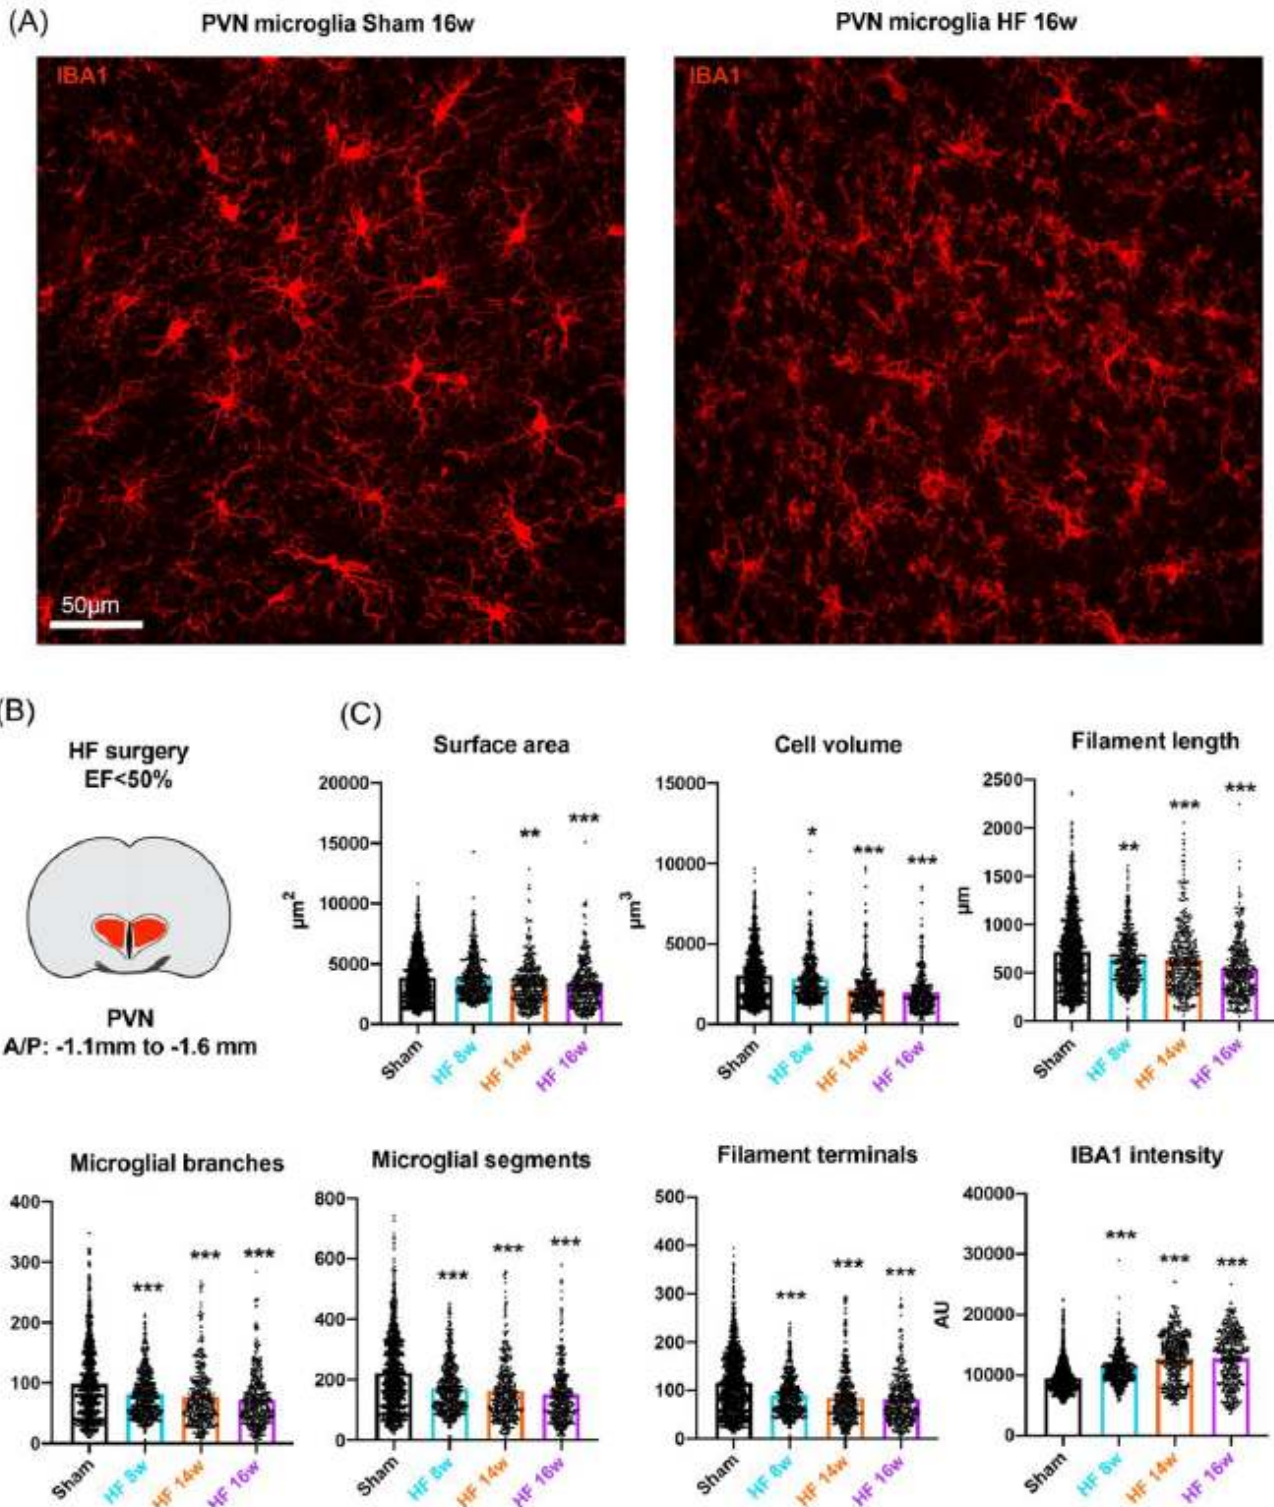 (A)
PVN microglia Sham 16w
PVN microglia HF 16w
IBA1
IBA1
50µm
(B)
HF surgery
EF<50%
PVN
A/P: -1.1mm to -1.6 mm
(C)
Surface area
µm²
20000
15000
10000
5000
0
**
***
Sham
HF 8w
HF 14w
HF 16w
Cell volume
µm³
15000
10000
5000
0
*
***
***
Sham
HF 8w
HF 14w
HF 16w
Filament length
µm
2500
2000
1500
1000
500
0
**
***
***
Sham
HF 8w
HF 14w
HF 16w
Microglial branches
400
300
200
100
0
***
***
***
Sham
HF 8w
HF 14w
HF 16w
Microglial segments
800
600
400
200
0
***
***
***
Sham
HF 8w
HF 14w
HF 16w
Filament terminals
500
400
300
200
100
0
***
***
***
Sham
HF 8w
HF 14w
HF 16w
IBA1 intensity
AU
40000
30000
20000
10000
0
***
***
***
Sham
HF 8w
HF 14w
HF 16w